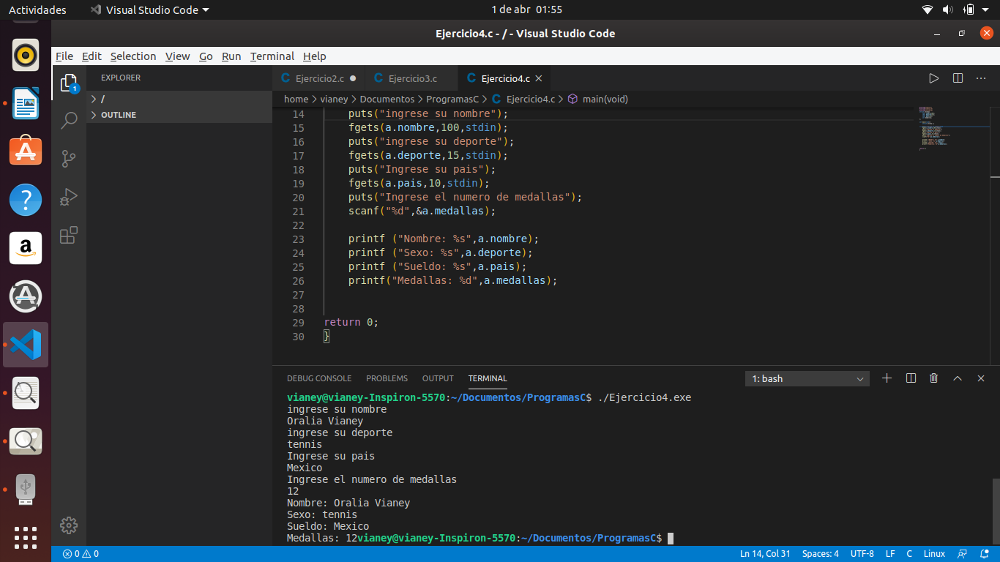 Actividades Visual Studio Code 1 de abr 01:55
Ejercicio4.c - / - Visual Studio Code
File Edit Selection View Go Run Terminal Help
EXPLORER
/
OUTLINE
1
Ejercicio2.c Ejercicio3.c Ejercicio4.c
home > vianey > Documentos > ProgramasC > C Ejercicio4.c > main(void)
14 puts("ingrese su nombre");
15 fgets(a.nombre,100,stdin);
16 puts("ingrese su deporte");
17 fgets(a.deporte,15,stdin);
18 puts("Ingrese su pais");
19 fgets(a.pais,10,stdin);
20 puts("Ingrese el numero de medallas");
21 scanf("%d",&a.medallas);
22
23 printf ("Nombre: %s",a.nombre);
24 printf ("Sexo: %s",a.deporte);
25 printf ("Sueldo: %s",a.pais);
26 printf("Medallas: %d",a.medallas);
27
28
29 return 0;
30 }
DEBUG CONSOLE PROBLEMS OUTPUT TERMINAL 1: bash
vianey@vianey-Inspiron-5570:~/Documentos/ProgramasC$ ./Ejercicio4.exe
ingrese su nombre
Oralia Vianey
ingrese su deporte
tennis
Ingrese su pais
Mexico
Ingrese el numero de medallas
12
Nombre: Oralia Vianey
Sexo: tennis
Sueldo: Mexico
Medallas: 12vianey@vianey-Inspiron-5570:~/Documentos/ProgramasC$
0 0 Ln 14, Col 31 Spaces: 4 UTF-8 LF C Linux